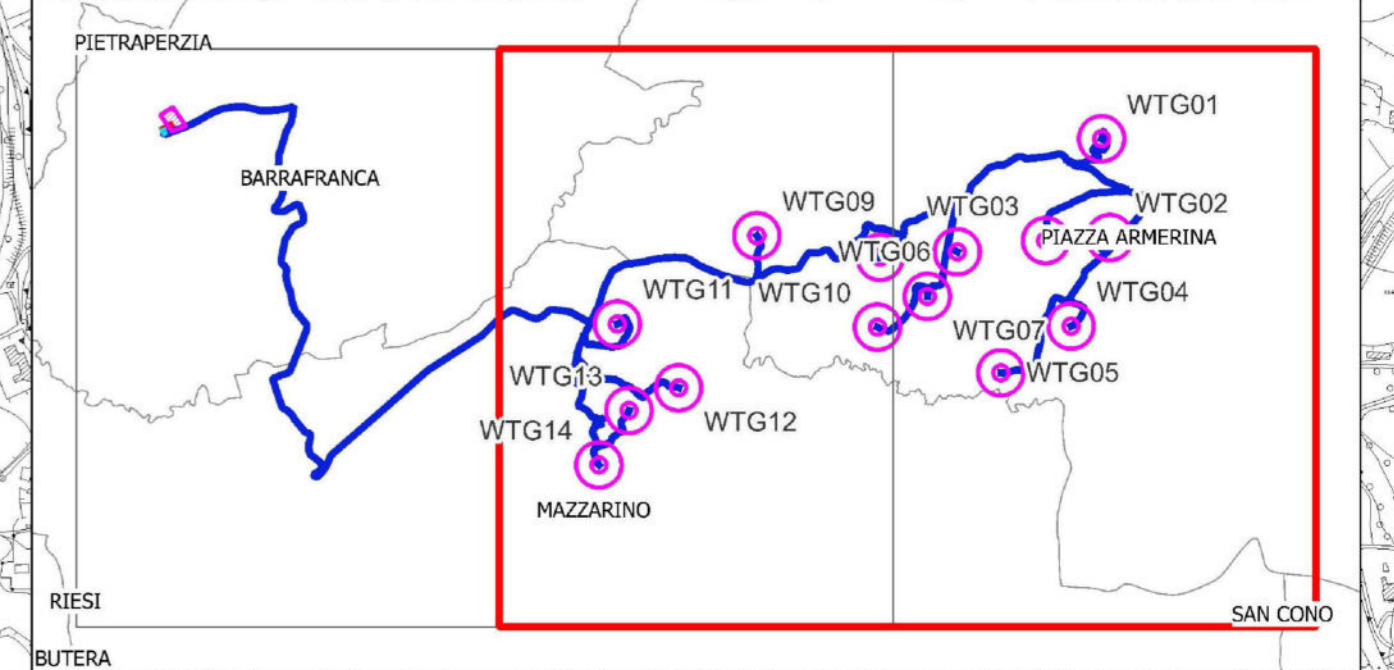 PIETRAPERZIA
WTG01
BARRAFRANCA
WTG09
WTG03
WTG02
PIAZZA ARMERINA
WTG06
WTG11
WTG10
WTG04
WTG07
WTG13
WTG05
WTG12
WTG14
MAZZARINO
RIESI
SAN CONO
BUTERA